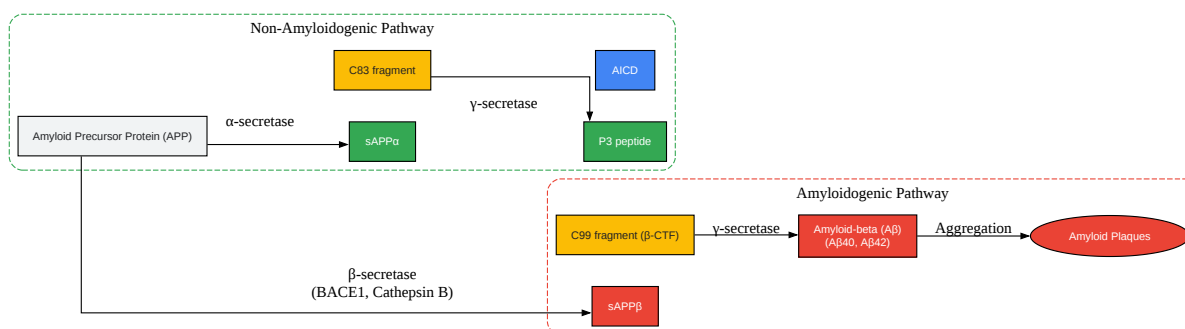 Non-Amyloidogenic Pathway
C83 fragment
AICD
γ-secretase
α-secretase
Amyloid Precursor Protein (APP)
sAPPα
P3 peptide
Amyloidogenic Pathway
C99 fragment (β-CTF)
γ-secretase
Amyloid-beta (Aβ)
(Aβ40, Aβ42)
Aggregation
Amyloid Plaques
β-secretase
(BACE1, Cathepsin B)
sAPPβ